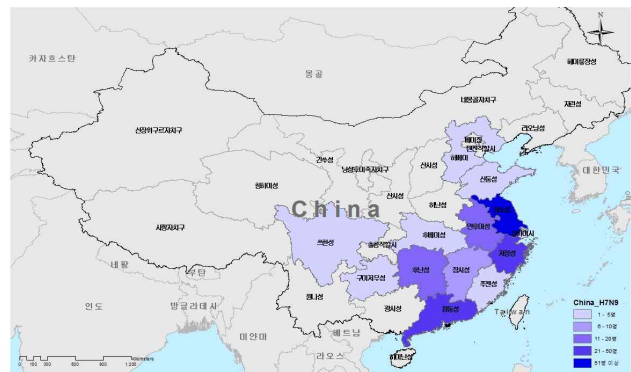 N
카자흐스탄
몽골
헤이룽장성
지린성
네몽골자치구
신장위구르자치구
랴오닝성
베이징
톈진직할시
허베이
간쑤성
닝샤후이족자치구
산시성
산둥성
대한민국
칭하이성
산시성
허난성
China
시짱자치구
안후이성
상하이시
쓰촨성
충칭직할시
후베이성
저장성
네팔
부탄
구이저우성
후난성
장시성
푸젠성
인도
방글라데시
윈난성
광시성
광둥성
Taiwan
미얀마
베트남
라오스
하이난성
China_H7N9
1 - 5명
6 - 10명
11 - 20명
21 - 50명
51명 이상
Kilometers